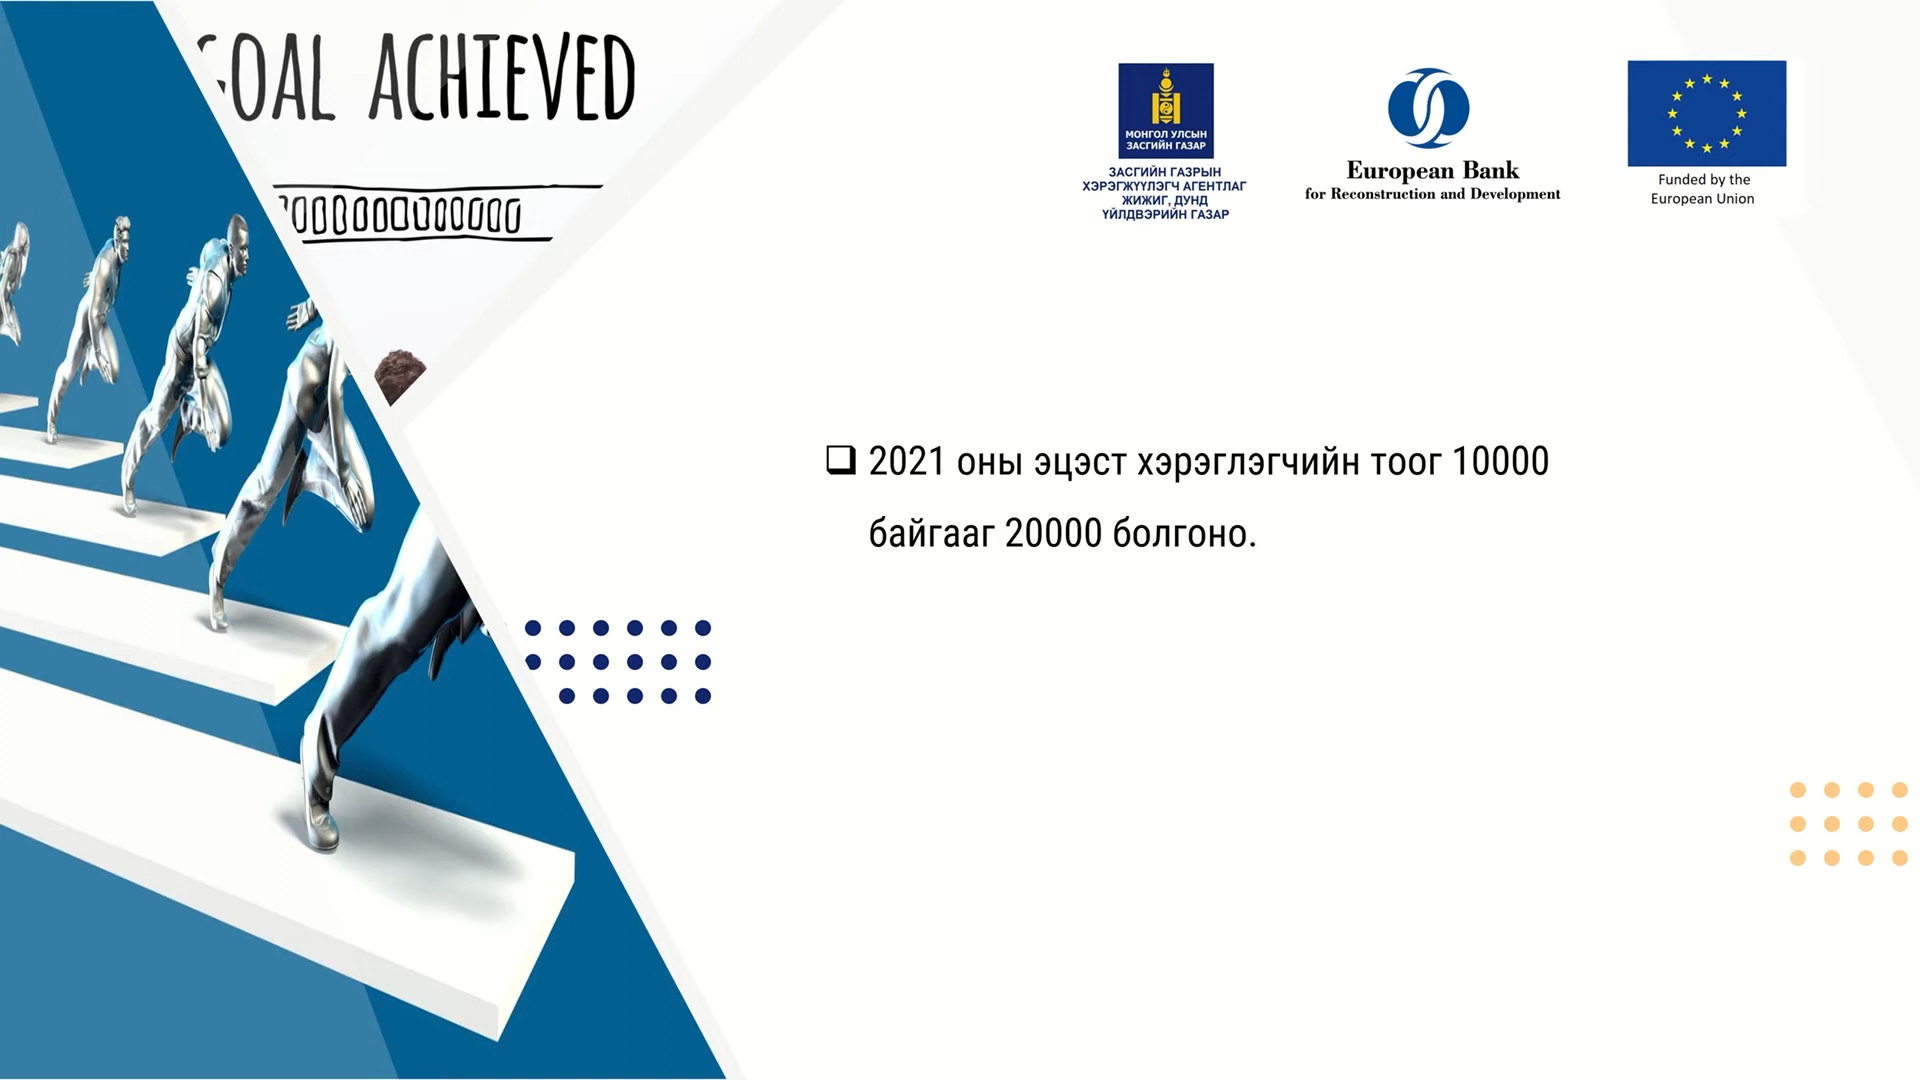 GOAL ACHIEVED
МОНГОЛ УЛСЫН
ЗАСГИЙН ГАЗАР
ЗАСГИЙН ГАЗРЫН
ХЭРЭГЖҮҮЛЭГЧ АГЕНТЛАГ
ЖИЖИГ, ДУНД
ҮЙЛДВЭРИЙН ГАЗАР
European Bank
for Reconstruction and Development
Funded by the
European Union
2021 оны эцэст хэрэглэгчийн тоог 10000
байгааг 20000 болгоно.